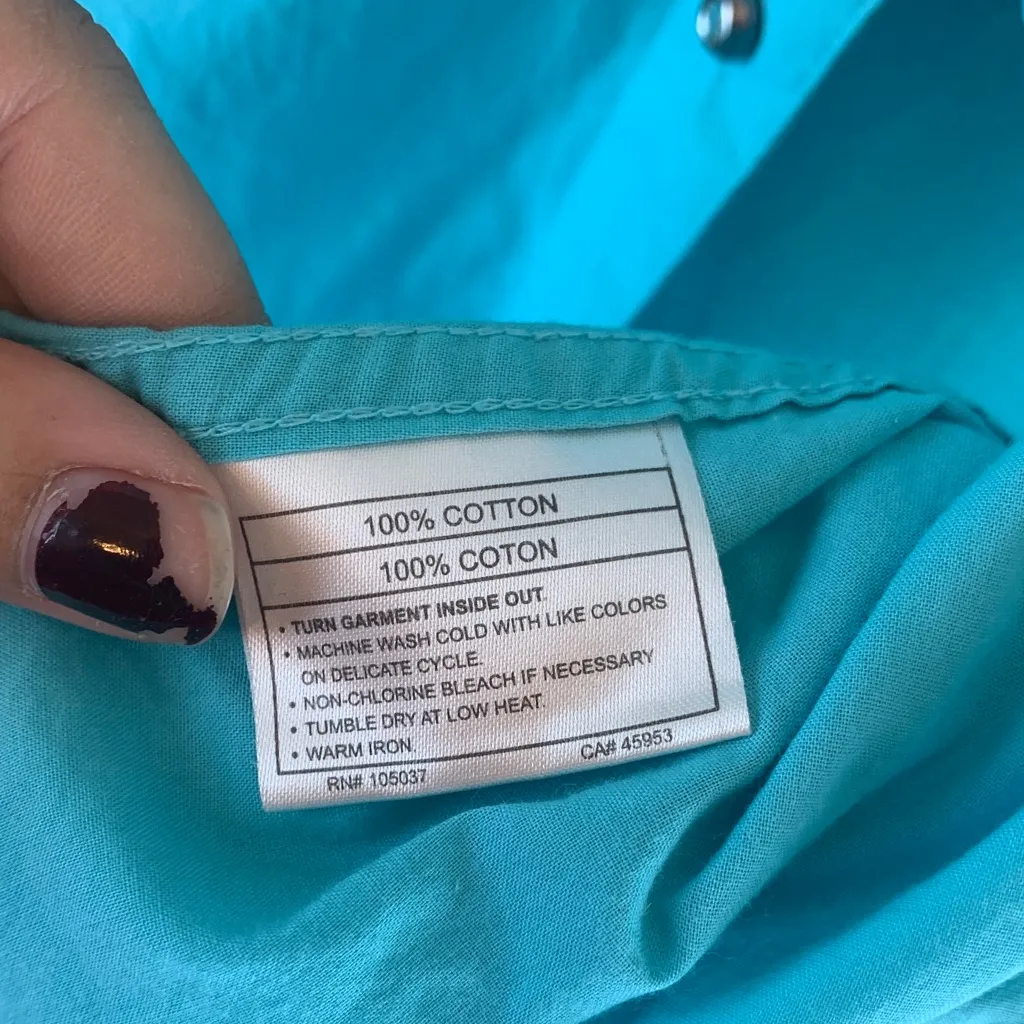 100% COTTON
100% COTON
• TURN GARMENT INSIDE OUT.
• MACHINE WASH COLD WITH LIKE COLORS
ON DELICATE CYCLE.
• NON-CHLORINE BLEACH IF NECESSARY
• TUMBLE DRY AT LOW HEAT.
• WARM IRON.
RN# 105037 CA# 45953